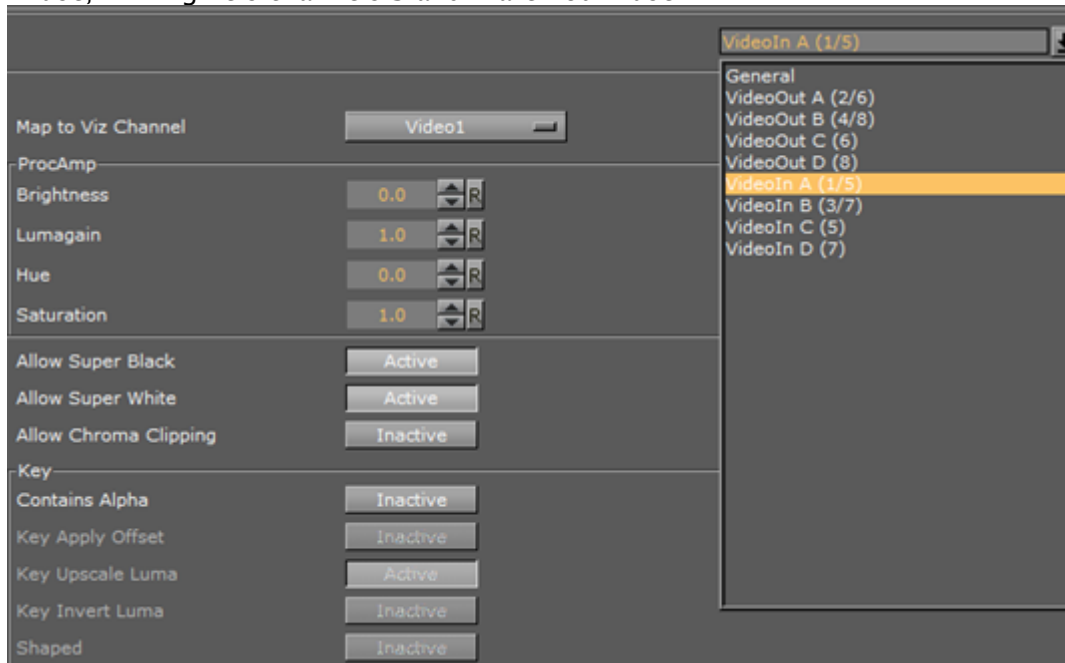 VideoIn A (1/5)
General
VideoOut A (2/6)
VideoOut B (4/8)
VideoOut C (6)
VideoOut D (8)
VideoIn A (1/5)
VideoIn B (3/7)
VideoIn C (5)
VideoIn D (7)
Map to Viz Channel Video1
ProcAmp
Brightness 0.0 R
Lumagain 1.0 R
Hue 0.0 R
Saturation 1.0 R
Allow Super Black Active
Allow Super White Active
Allow Chroma Clipping Inactive
Key
Contains Alpha Inactive
Key Apply Offset Inactive
Key Upscale Luma Active
Key Invert Luma Inactive
Shaped Inactive